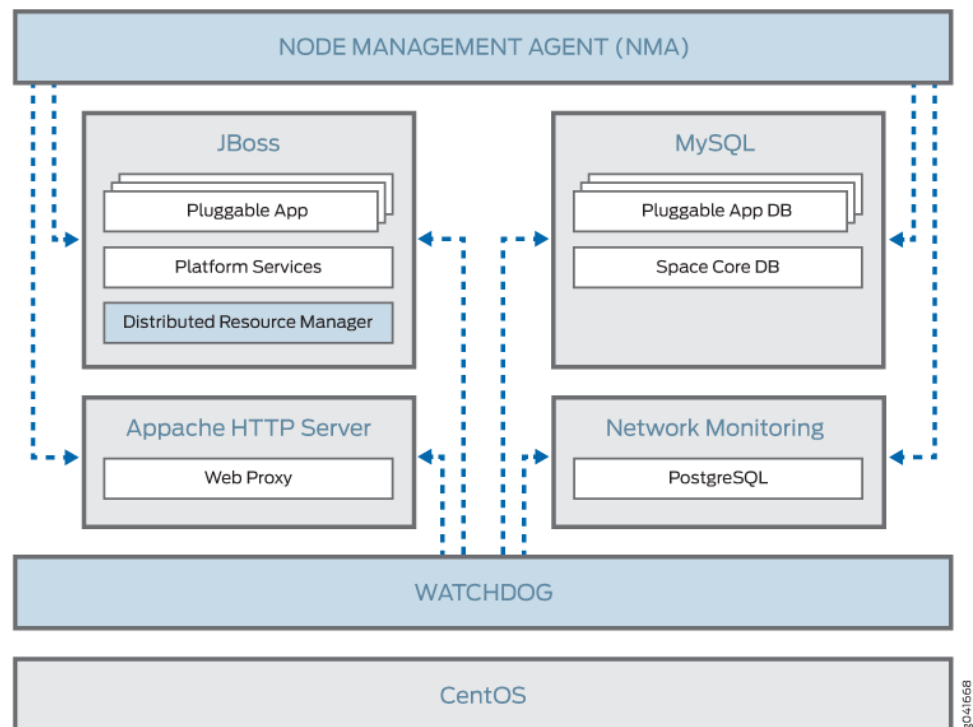 NODE MANAGEMENT AGENT (NMA)
JBoss
Pluggable App
Platform Services
Distributed Resource Manager
MySQL
Pluggable App DB
Space Core DB
Appache HTTP Server
Web Proxy
Network Monitoring
PostgreSQL
WATCHDOG
CentOS
g041668